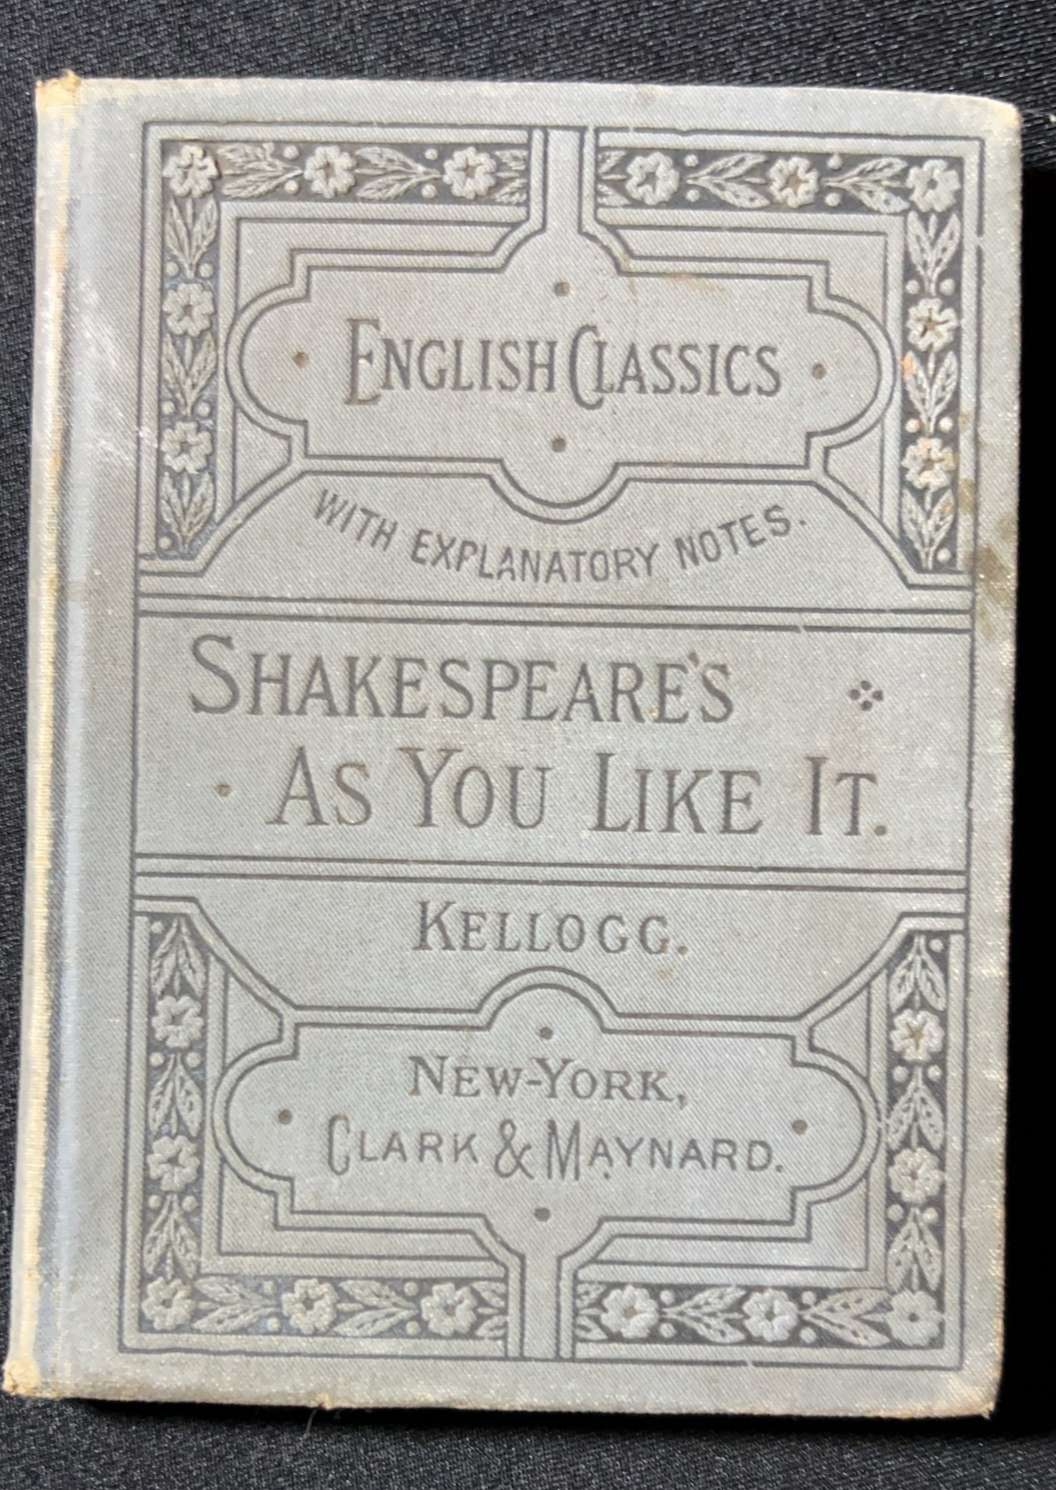 ENGLISH CLASSICS
WITH EXPLANATORY NOTES.
SHAKESPEARE'S
AS YOU LIKE IT.
KELLOGG.
NEW-YORK,
CLARK & MAYNARD.